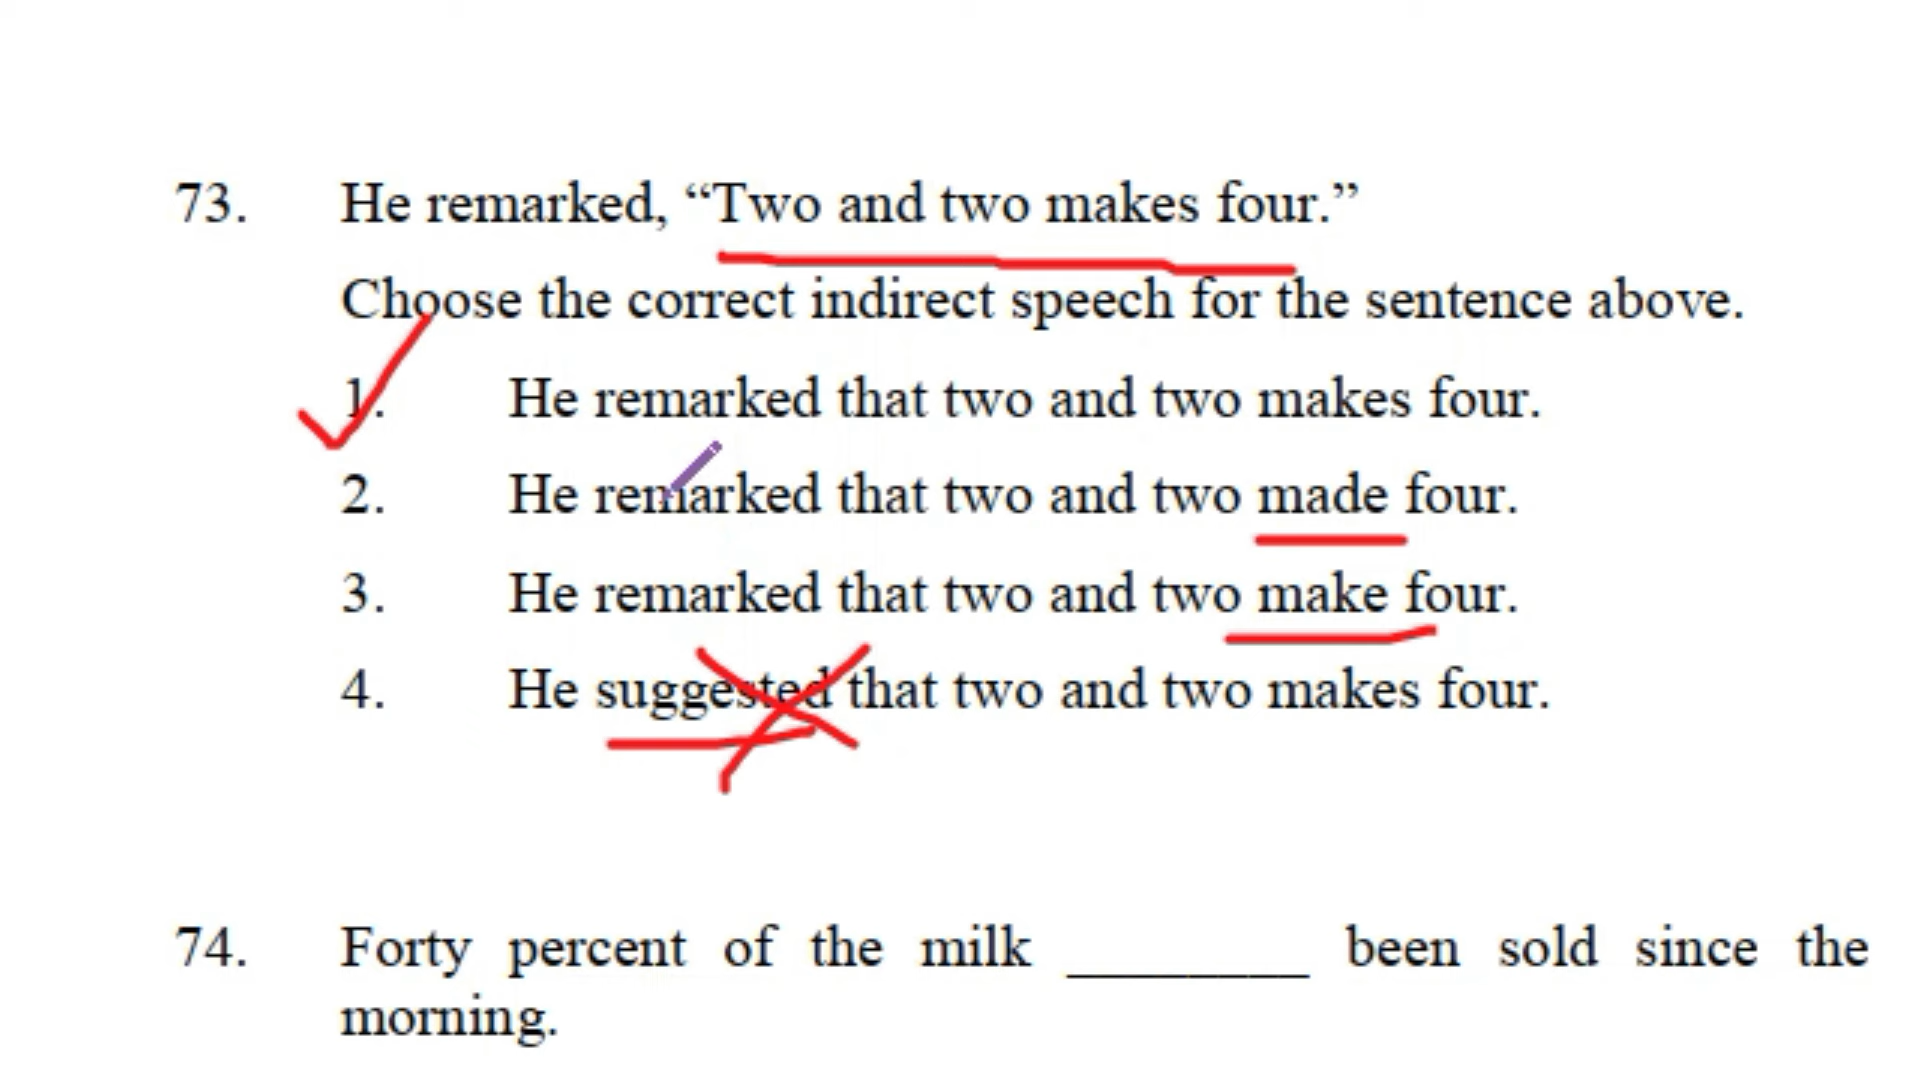 73. He remarked, “Two and two makes four.”
Choose the correct indirect speech for the sentence above.
1. He remarked that two and two makes four.
2. He remarked that two and two made four.
3. He remarked that two and two make four.
4. He suggested that two and two makes four.
74. Forty percent of the milk ________ been sold since the
morning.